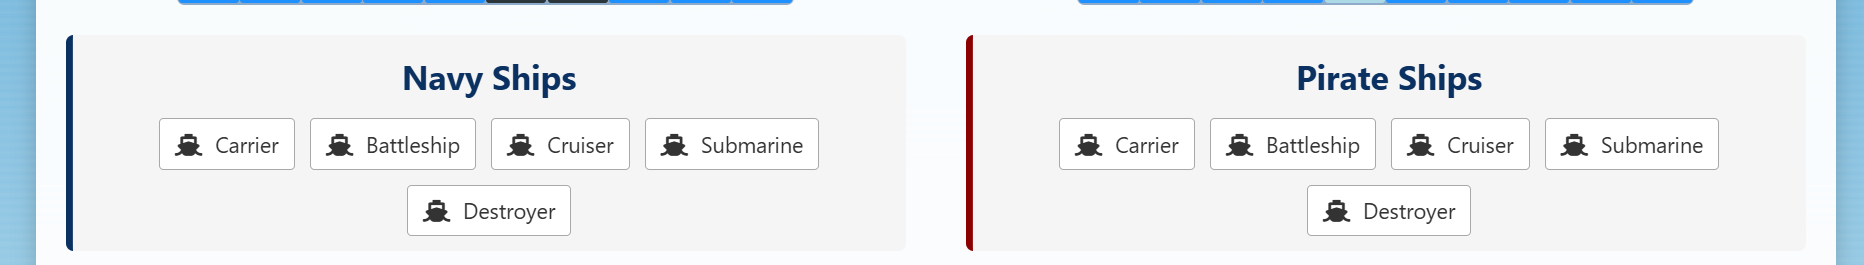 Navy Ships
Carrier Battleship Cruiser Submarine
Destroyer
Pirate Ships
Carrier Battleship Cruiser Submarine
Destroyer